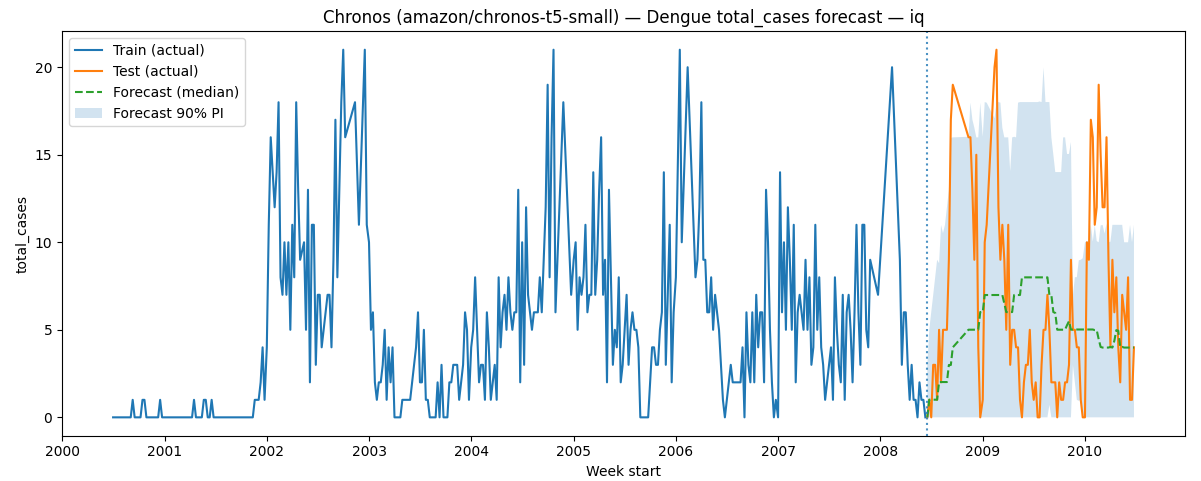 Chronos (amazon/chronos-t5-small) — Dengue total_cases forecast — iq
Train (actual)
Test (actual)
Forecast (median)
Forecast 90% PI
total_cases
20
15
10
5
0
2000 2001 2002 2003 2004 2005 2006 2007 2008 2009 2010
Week start